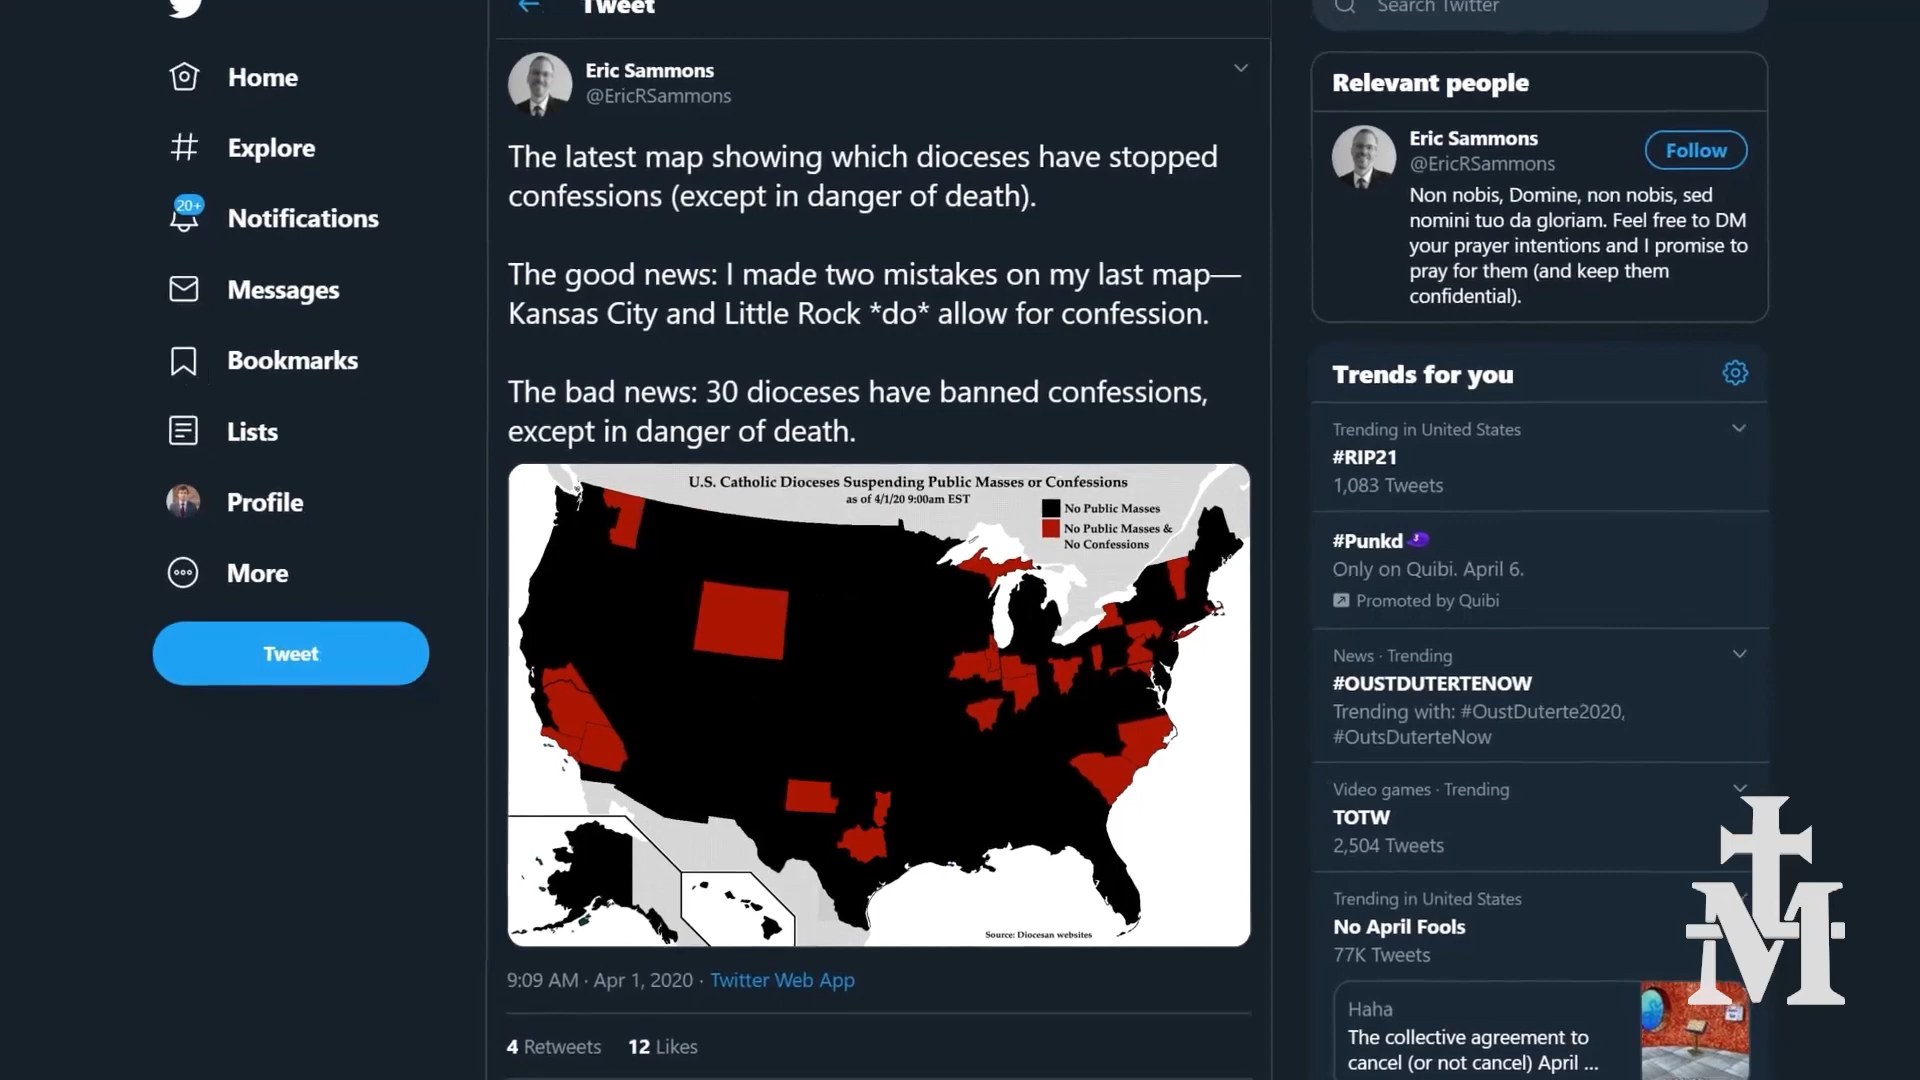 Home
Explore
20+
Notifications
Messages
Bookmarks
Lists
Profile
More
Tweet
Tweet
Eric Sammons
@EricRSammons
The latest map showing which dioceses have stopped
confessions (except in danger of death).
The good news: I made two mistakes on my last map—
Kansas City and Little Rock *do* allow for confession.
The bad news: 30 dioceses have banned confessions,
except in danger of death.
U.S. Catholic Dioceses Suspending Public Masses or Confessions
as of 4/1/20 9:00am EST
No Public Masses
No Public Masses &
No Confessions
Source: Diocesan websites
9:09 AM · Apr 1, 2020 · Twitter Web App
4 Retweets 12 Likes
Search Twitter
Relevant people
Eric Sammons
@EricRSammons
Follow
Non nobis, Domine, non nobis, sed
nomini tuo da gloriam. Feel free to DM
your prayer intentions and I promise to
pray for them (and keep them
confidential).
Trends for you
Trending in United States
#RIP21
1,083 Tweets
#Punkd
Only on Quibi. April 6.
Promoted by Quibi
News · Trending
#OUSTDUTERTENOW
Trending with: #OustDuterte2020,
#OutsDuterteNow
Video games · Trending
TOTW
2,504 Tweets
Trending in United States
No April Fools
77K Tweets
Haha
The collective agreement to
cancel (or not cancel) April ...
M